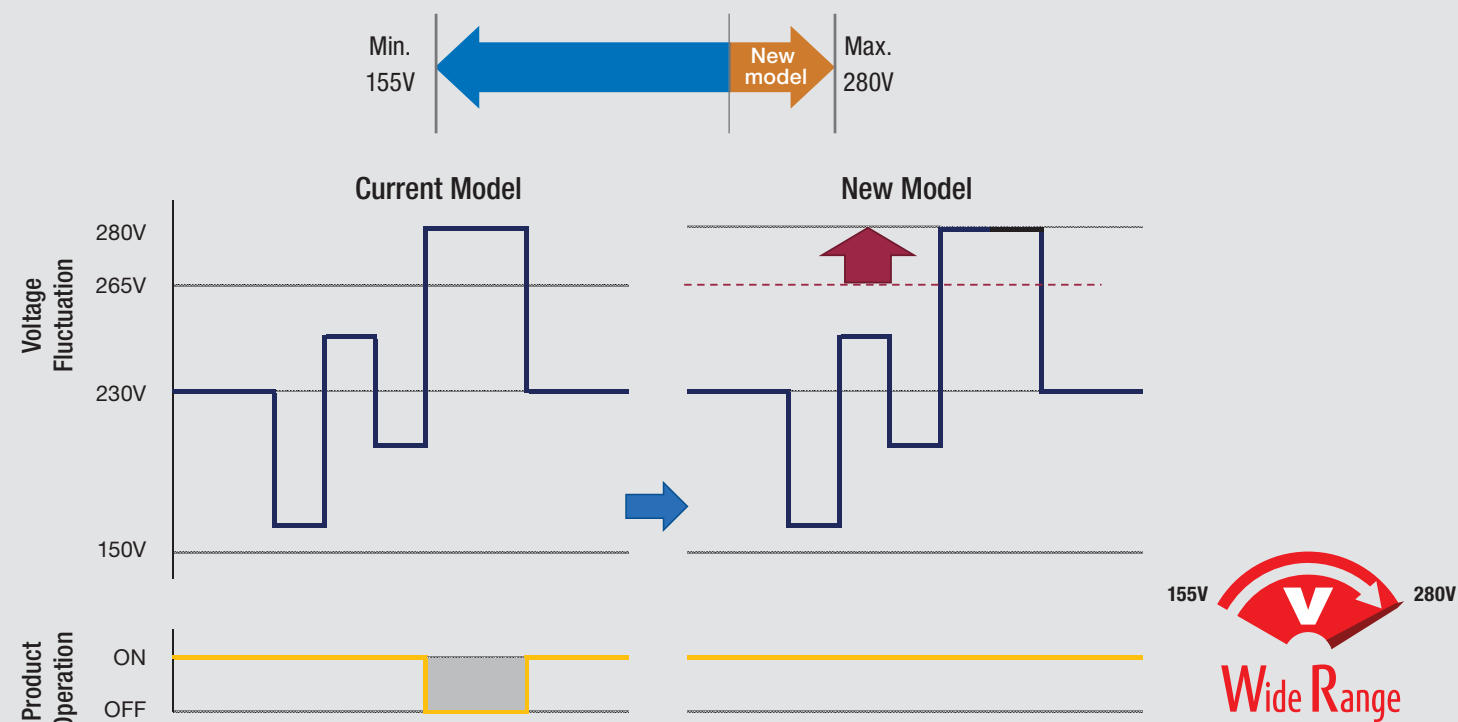 Min.
155V
New
model
Max.
280V
Current Model
New Model
Voltage
Fluctuation
280V
265V
230V
150V
Product
Operation
ON
OFF
155V
V
280V
Wide Range